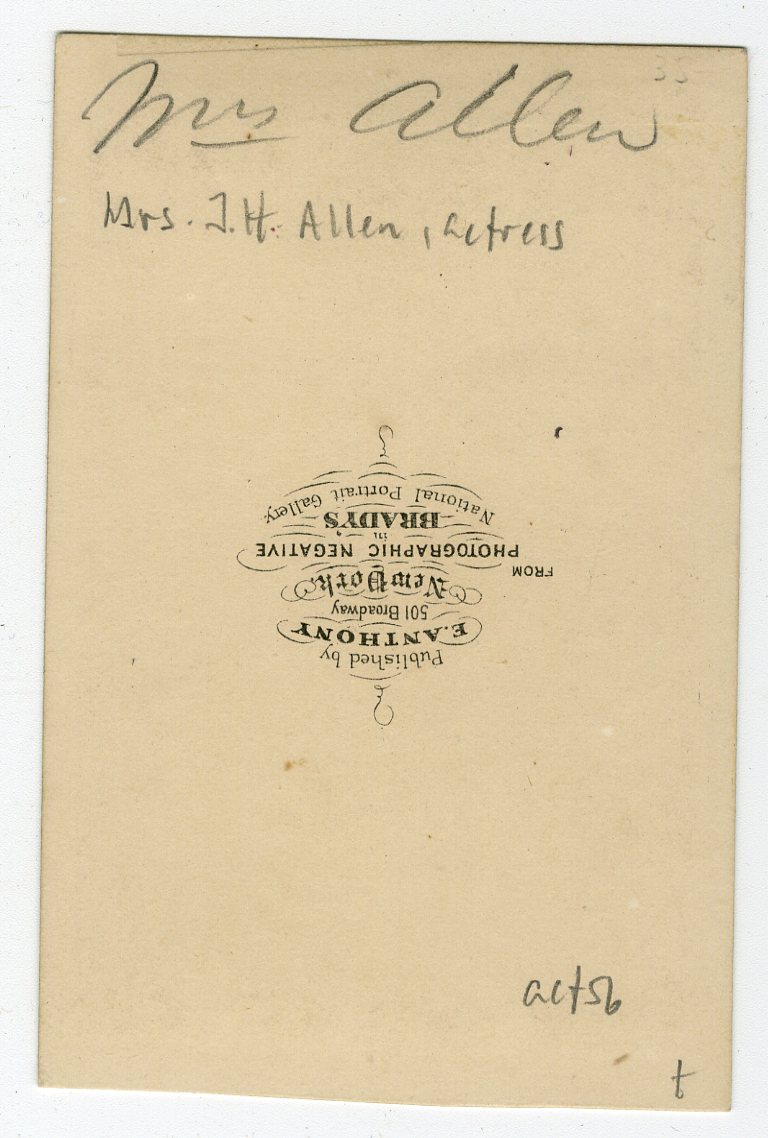 35
Mrs Allen
Mrs. J.H. Allen, actress
Published by
E. ANTHONY
501 Broadway
New York.
FROM
PHOTOGRAPHIC NEGATIVE
in
BRADY'S
National Portrait Gallery.
act56
t